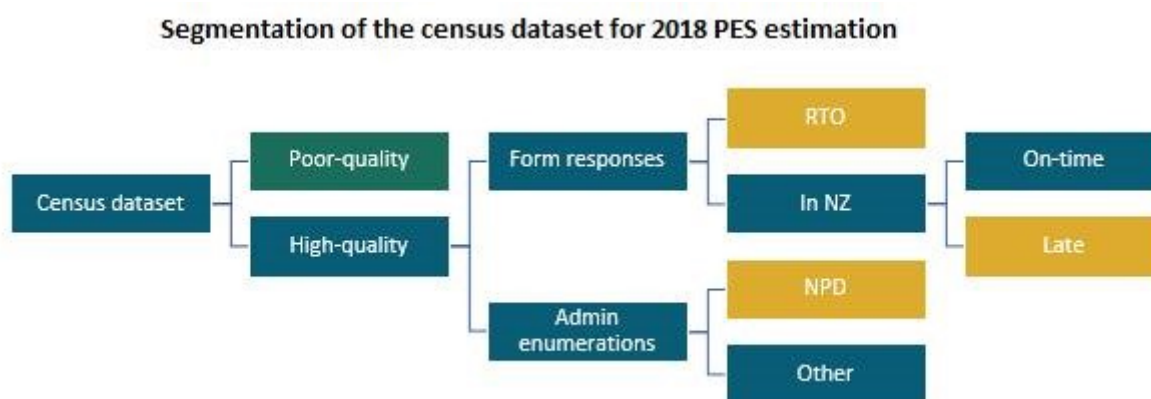 Segmentation of the census dataset for 2018 PES estimation
Census dataset
Poor-quality
High-quality
Form responses
Admin
enumerations
RTO
In NZ
NPD
Other
On-time
Late